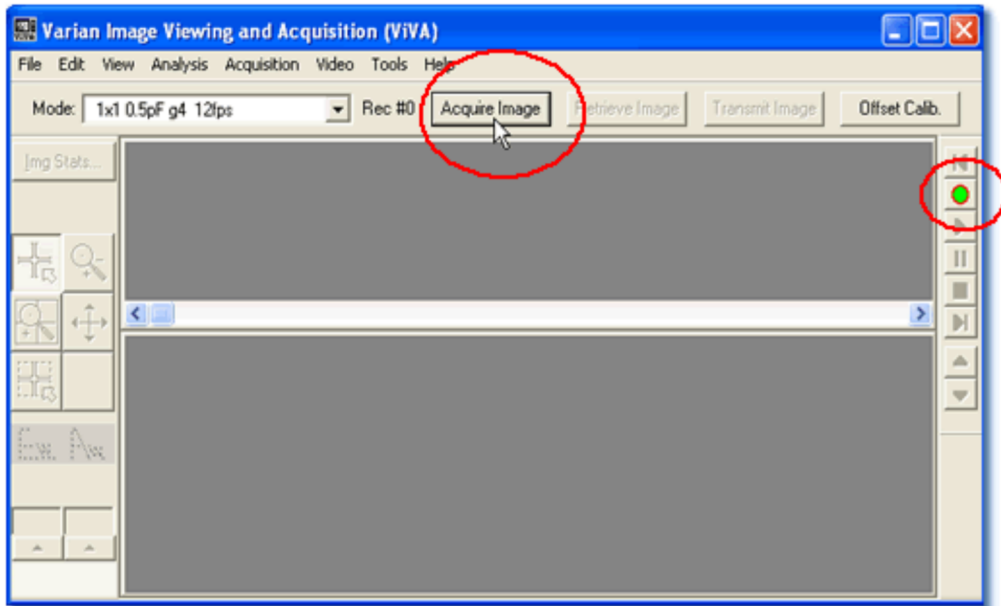 Varian Image Viewing and Acquisition (ViVA)
File Edit View Analysis Acquisition Video Tools Help
Mode: 1x1 0.5pF g4 12fps Rec #0 Acquire Image Retrieve Image Transmit Image Offset Calib.
Img Stats...